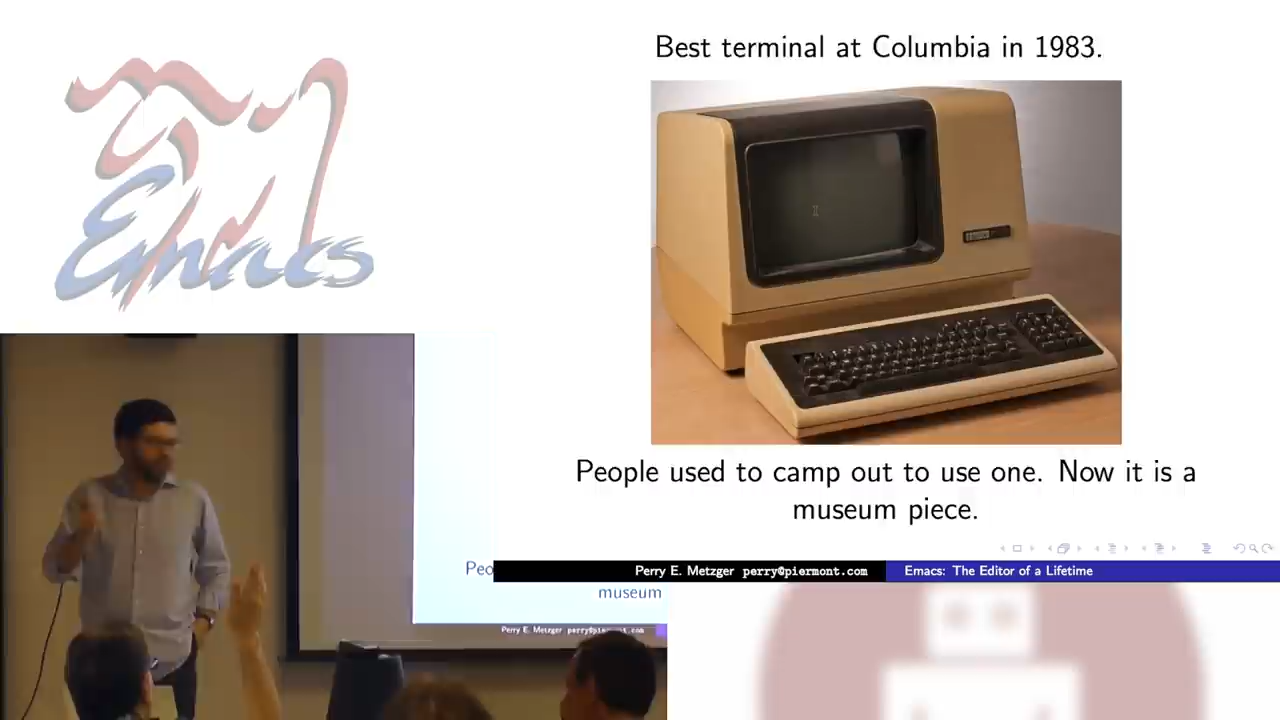 Best terminal at Columbia in 1983.
Emacs
People used to camp out to use one. Now it is a
museum piece.
Perry E. Metzger perry@piermont.com Emacs: The Editor of a Lifetime
Peo
museum
Perry E. Metzger perry@piermont.com